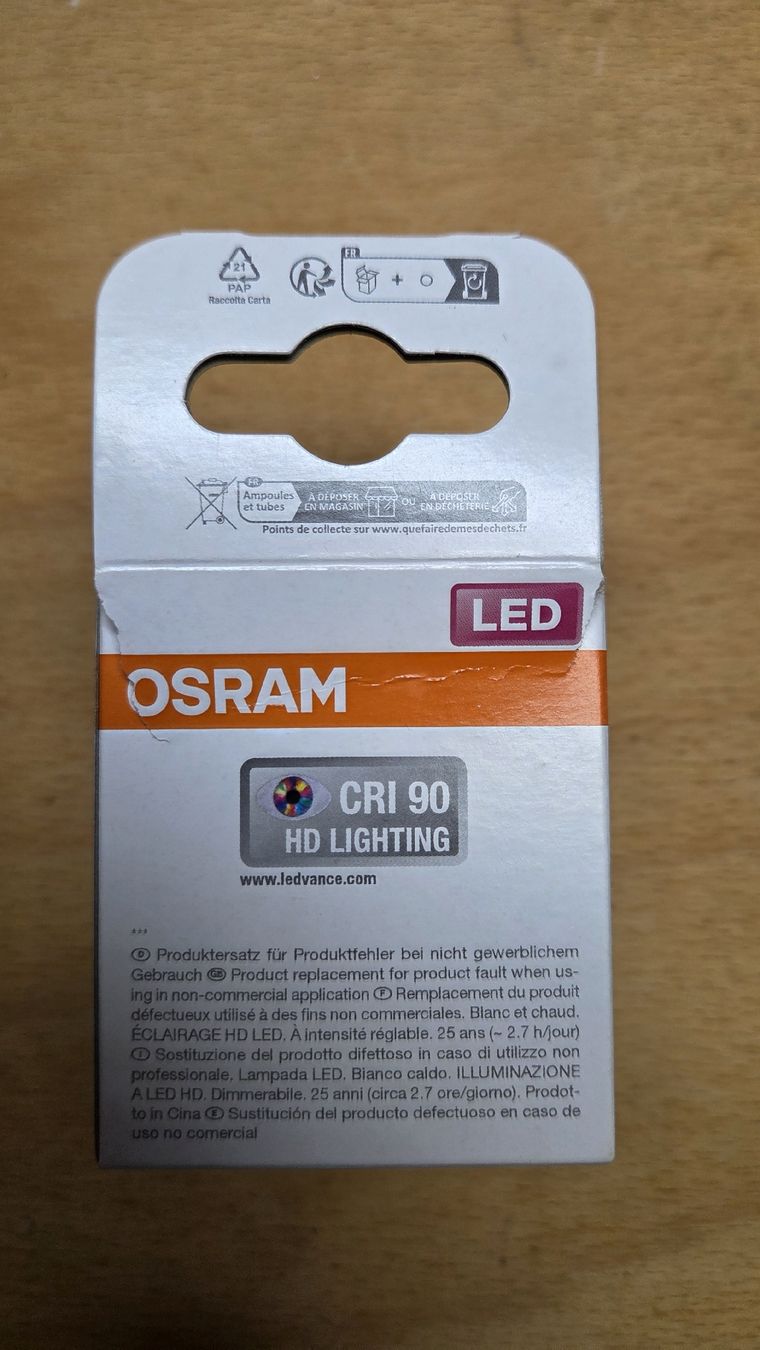 21
PAP
Raccolta Carta
FR
+
FR
Ampoules
et tubes
À DÉPOSER
EN MAGASIN
OU
À DÉPOSER
EN DÉCHÈTERIE
Points de collecte sur www.quefairedemesdechets.fr
LED
OSRAM
CRI 90
HD LIGHTING
www.ledvance.com
***
D Produktersatz für Produktfehler bei nicht gewerblichem
Gebrauch GB Product replacement for product fault when us-
ing in non-commercial application F Remplacement du produit
défectueux utilisé à des fins non commerciales. Blanc et chaud.
ÉCLAIRAGE HD LED. À intensité réglable. 25 ans (~ 2.7 h/jour)
I Sostituzione del prodotto difettoso in caso di utilizzo non
professionale. Lampada LED. Bianco caldo. ILLUMINAZIONE
A LED HD. Dimmerabile. 25 anni (circa 2.7 ore/giorno). Prodot-
to in Cina E Sustitución del producto defectuoso en caso de
uso no comercial